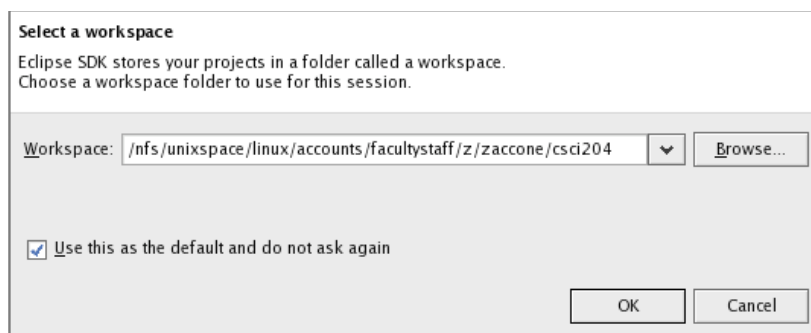 Select a workspace
Eclipse SDK stores your projects in a folder called a workspace.
Choose a workspace folder to use for this session.
Workspace: /nfs/unixspace/linux/accounts/facultystaff/z/zaccone/csci204 Browse...
Use this as the default and do not ask again
OK Cancel